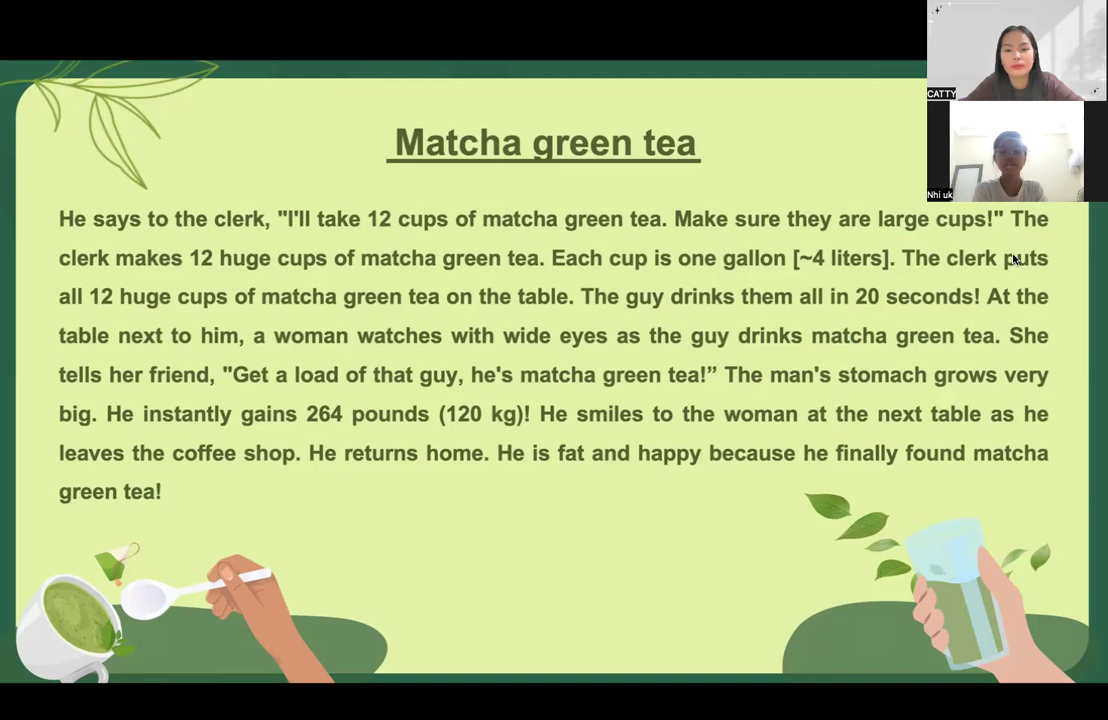 CATTY
Nhi uk
Matcha green tea
He says to the clerk, "I'll take 12 cups of matcha green tea. Make sure they are large cups!" The
clerk makes 12 huge cups of matcha green tea. Each cup is one gallon [~4 liters]. The clerk puts
all 12 huge cups of matcha green tea on the table. The guy drinks them all in 20 seconds! At the
table next to him, a woman watches with wide eyes as the guy drinks matcha green tea. She
tells her friend, "Get a load of that guy, he's matcha green tea!” The man's stomach grows very
big. He instantly gains 264 pounds (120 kg)! He smiles to the woman at the next table as he
leaves the coffee shop. He returns home. He is fat and happy because he finally found matcha
green tea!